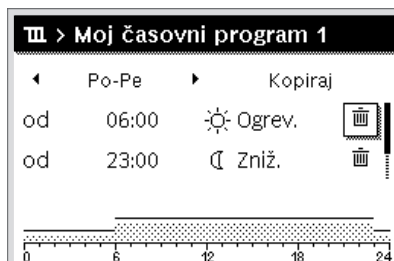 > Moj časovni program 1
Po-Pe Kopiraj
od 06:00 Ogrev.
od 23:00 Zniž.
0 6 12 18 24